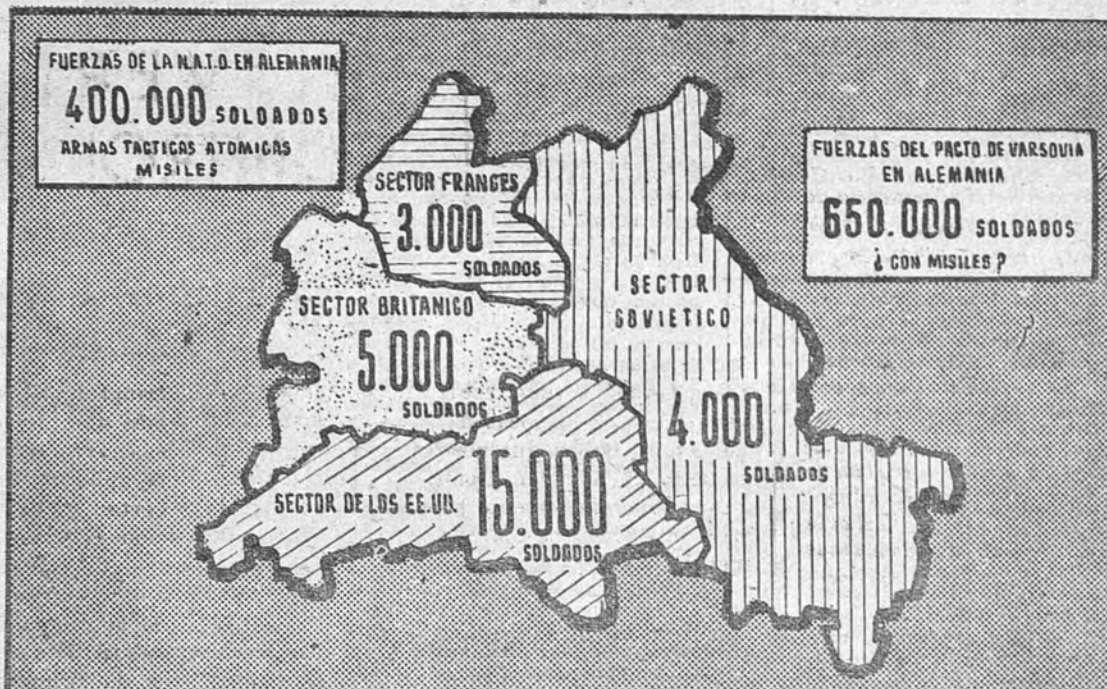 FUERZAS DE LA N.A.T.O. EN ALEMANIA
400.000 SOLDADOS
ARMAS TACTICAS ATOMICAS
MISILES
FUERZAS DEL PACTO DE VARSOVIA
EN ALEMANIA
650.000 SOLDADOS
¿ CON MISILES ?
SECTOR FRANCES
3.000
SOLDADOS
SECTOR BRITANICO
5.000
SOLDADOS
SECTOR
SOVIETICO
4.000
SOLDADOS
SECTOR DE LOS EE.UU.
15.000
SOLDADOS